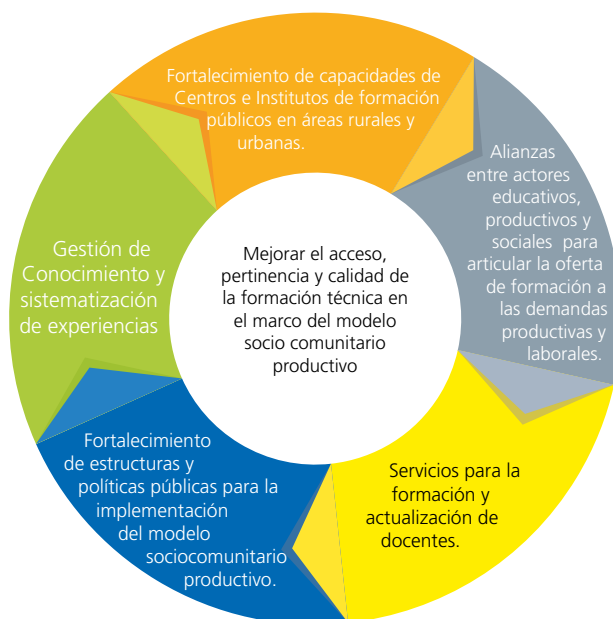 Fortalecimiento de capacidades de
Centros e Institutos de formación
públicos en áreas rurales y
urbanas.
Alianzas
entre actores
educativos,
productivos y
sociales para
articular la oferta
de formación a
las demandas
productivas y
laborales.
Servicios para la
formación y
actualización de
docentes.
Fortalecimiento
de estructuras y
políticas públicas para la
implementación
del modelo
sociocomunitario
productivo.
Gestión de
Conocimiento y
sistematización
de experiencias
Mejorar el acceso,
pertinencia y calidad de
la formación técnica en
el marco del modelo
socio comunitario
productivo